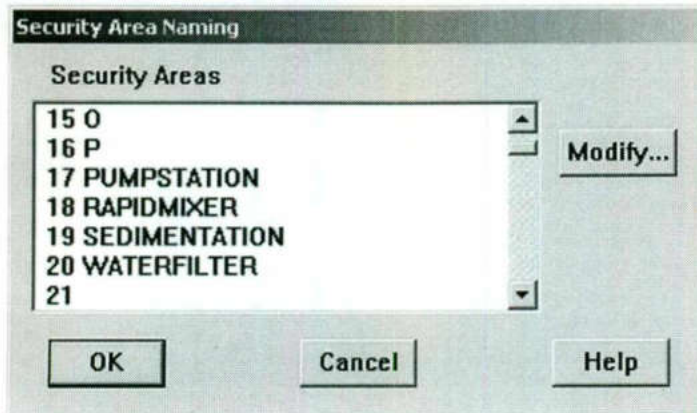 Security Area Naming
Security Areas
15 O
16 P
17 PUMPSTATION
18 RAPIDMIXER
19 SEDIMENTATION
20 WATERFILTER
21
Modify...
OK
Cancel
Help